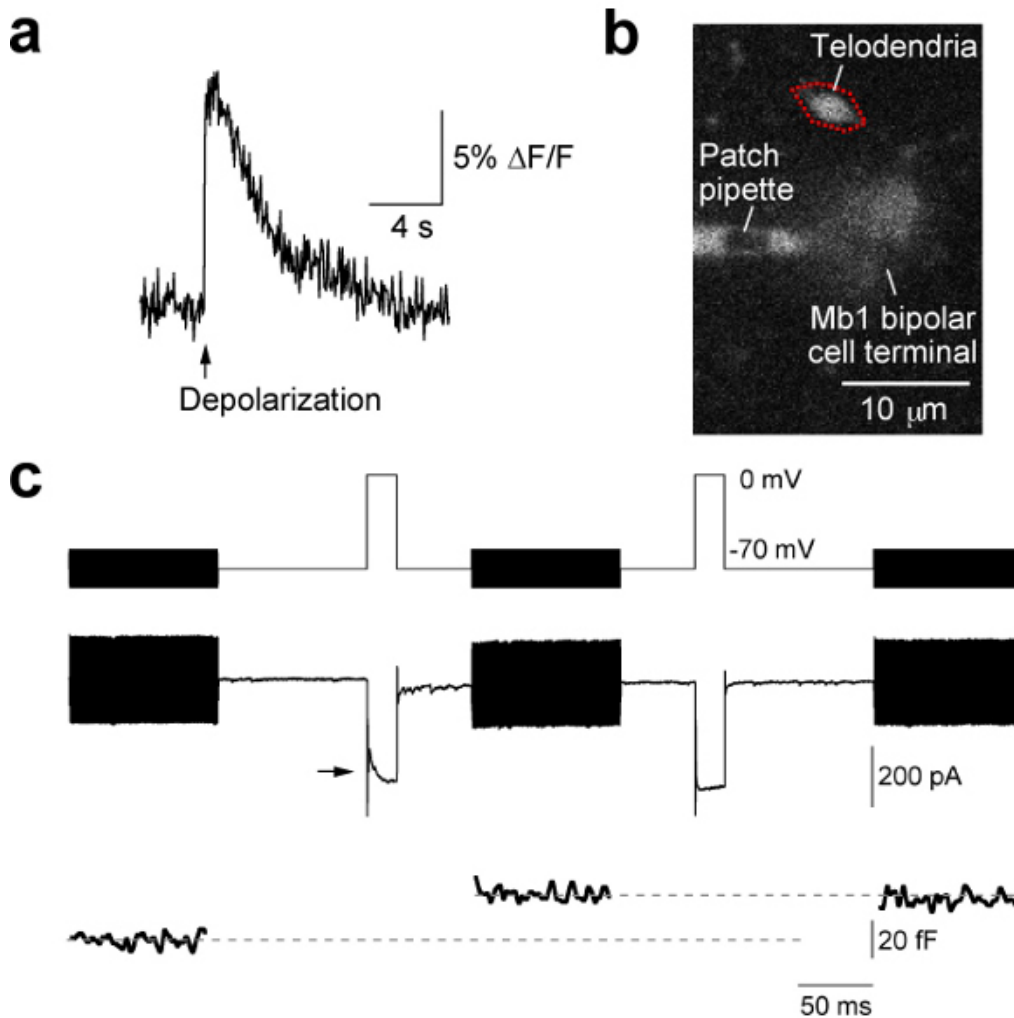 a
5% ΔF/F
4 s
Depolarization
b
Telodendria
Patch
pipette
Mb1 bipolar
cell terminal
10 μm
c
0 mV
-70 mV
200 pA
20 fF
50 ms